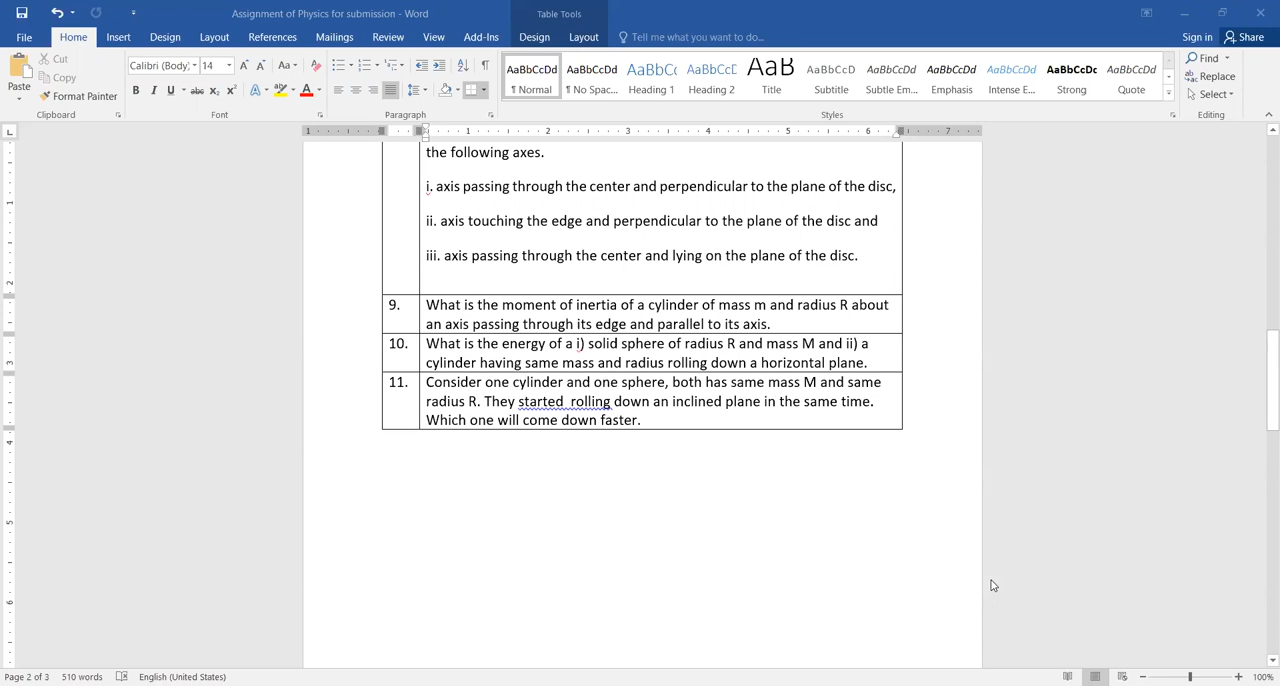 Assignment of Physics for submission - Word
Table Tools
File Home Insert Design Layout References Mailings Review View Add-Ins Design Layout Tell me what you want to do... Sign in Share
Paste Cut
Copy
Format Painter
Calibri (Body) 14
AaBbCcDd AaBbCcDd AaBbC( AaBbCcE AaB AaBbCcD AaBbCcDd AaBbCcDd AaBbCcDd AaBbCcDc AaBbCcDd
¶ Normal ¶ No Spac... Heading 1 Heading 2 Title Subtitle Subtle Em... Emphasis Intense E... Strong Quote
Find
Replace
Select
Clipboard Font Paragraph Styles Editing
1 1 2 3 4 5 6 7
the following axes.
i. axis passing through the center and perpendicular to the plane of the disc,
ii. axis touching the edge and perpendicular to the plane of the disc and
iii. axis passing through the center and lying on the plane of the disc.
9. What is the moment of inertia of a cylinder of mass m and radius R about
an axis passing through its edge and parallel to its axis.
10. What is the energy of a i) solid sphere of radius R and mass M and ii) a
cylinder having same mass and radius rolling down a horizontal plane.
11. Consider one cylinder and one sphere, both has same mass M and same
radius R. They started  rolling down an inclined plane in the same time.
Which one will come down faster.
Page 2 of 3 510 words English (United States) 100%